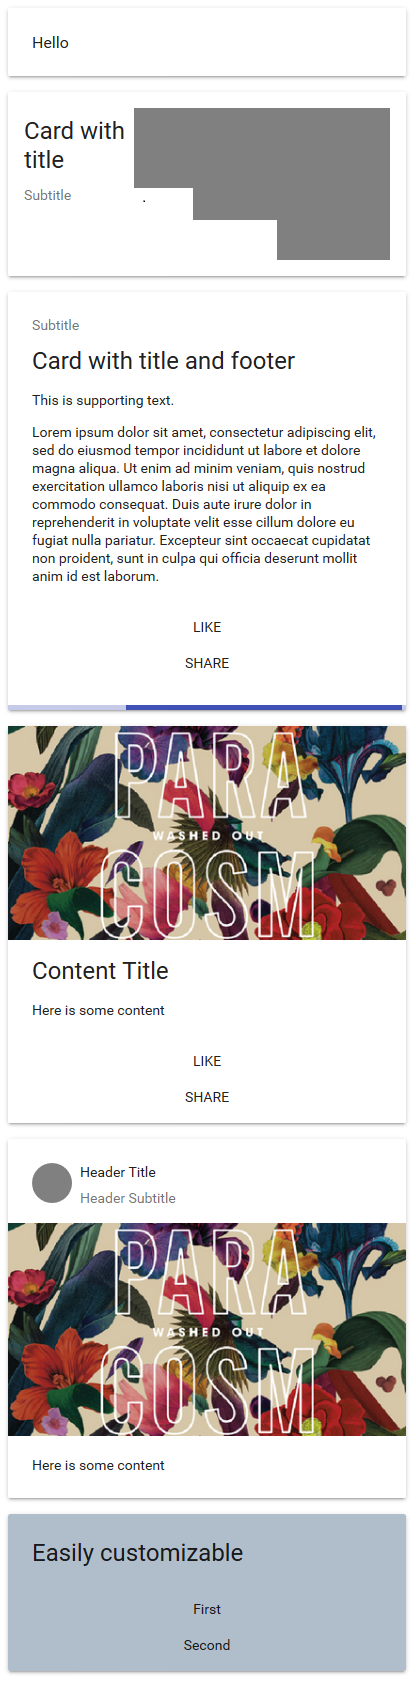 Hello
Card with
title
Subtitle
.
Subtitle
Card with title and footer
This is supporting text.
Lorem ipsum dolor sit amet, consectetur adipiscing elit,
sed do eiusmod tempor incididunt ut labore et dolore
magna aliqua. Ut enim ad minim veniam, quis nostrud
exercitation ullamco laboris nisi ut aliquip ex ea
commodo consequat. Duis aute irure dolor in
reprehenderit in voluptate velit esse cillum dolore eu
fugiat nulla pariatur. Excepteur sint occaecat cupidatat
non proident, sunt in culpa qui officia deserunt mollit
anim id est laborum.
LIKE
SHARE
PARA
WASHED OUT
COSM
Content Title
Here is some content
LIKE
SHARE
Header Title
Header Subtitle
PARA
WASHED OUT
COSM
Here is some content
Easily customizable
First
Second